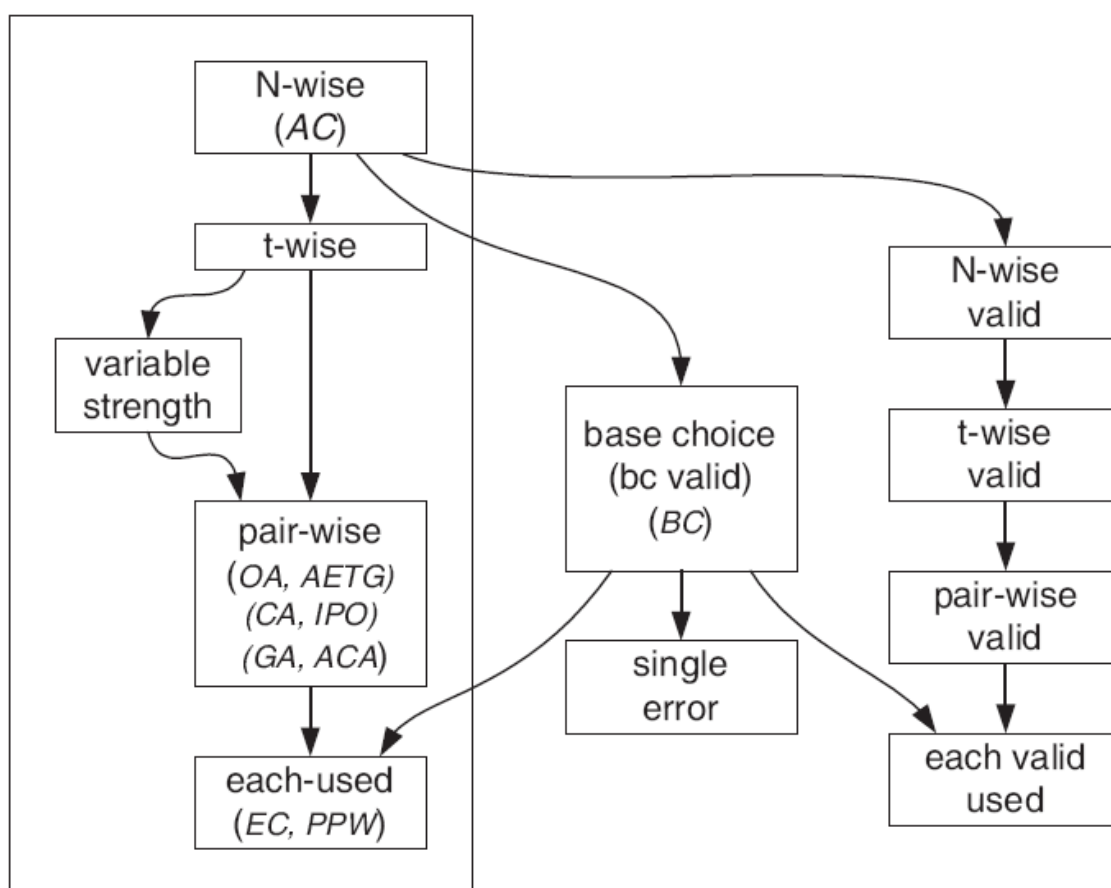 N-wise
(AC)
t-wise
variable
strength
pair-wise
(OA, AETG)
(CA, IPO)
(GA, ACA)
each-used
(EC, PPW)
base choice
(bc valid)
(BC)
single
error
N-wise
valid
t-wise
valid
pair-wise
valid
each valid
used